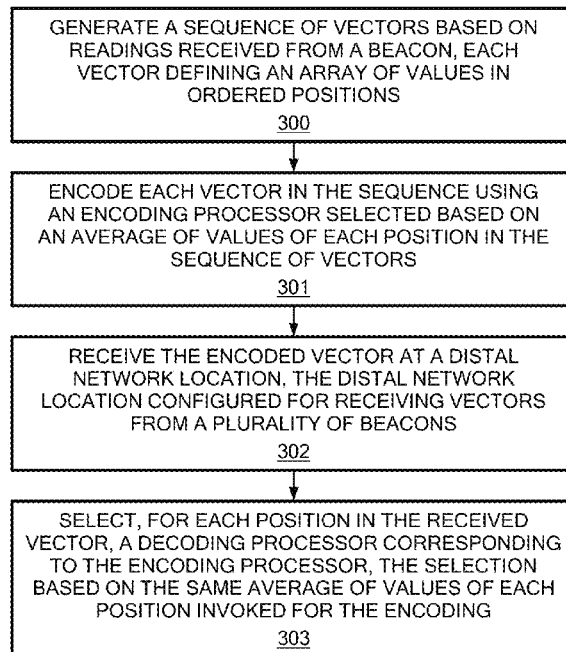 GENERATE A SEQUENCE OF VECTORS BASED ON
READINGS RECEIVED FROM A BEACON, EACH
VECTOR DEFINING AN ARRAY OF VALUES IN
ORDERED POSITIONS
300
ENCODE EACH VECTOR IN THE SEQUENCE USING
AN ENCODING PROCESSOR SELECTED BASED ON
AN AVERAGE OF VALUES OF EACH POSITION IN THE
SEQUENCE OF VECTORS
301
RECEIVE THE ENCODED VECTOR AT A DISTAL
NETWORK LOCATION, THE DISTAL NETWORK
LOCATION CONFIGURED FOR RECEIVING VECTORS
FROM A PLURALITY OF BEACONS
302
SELECT, FOR EACH POSITION IN THE RECEIVED
VECTOR, A DECODING PROCESSOR CORRESPONDING
TO THE ENCODING PROCESSOR, THE SELECTION
BASED ON THE SAME AVERAGE OF VALUES OF EACH
POSITION INVOKED FOR THE ENCODING
303